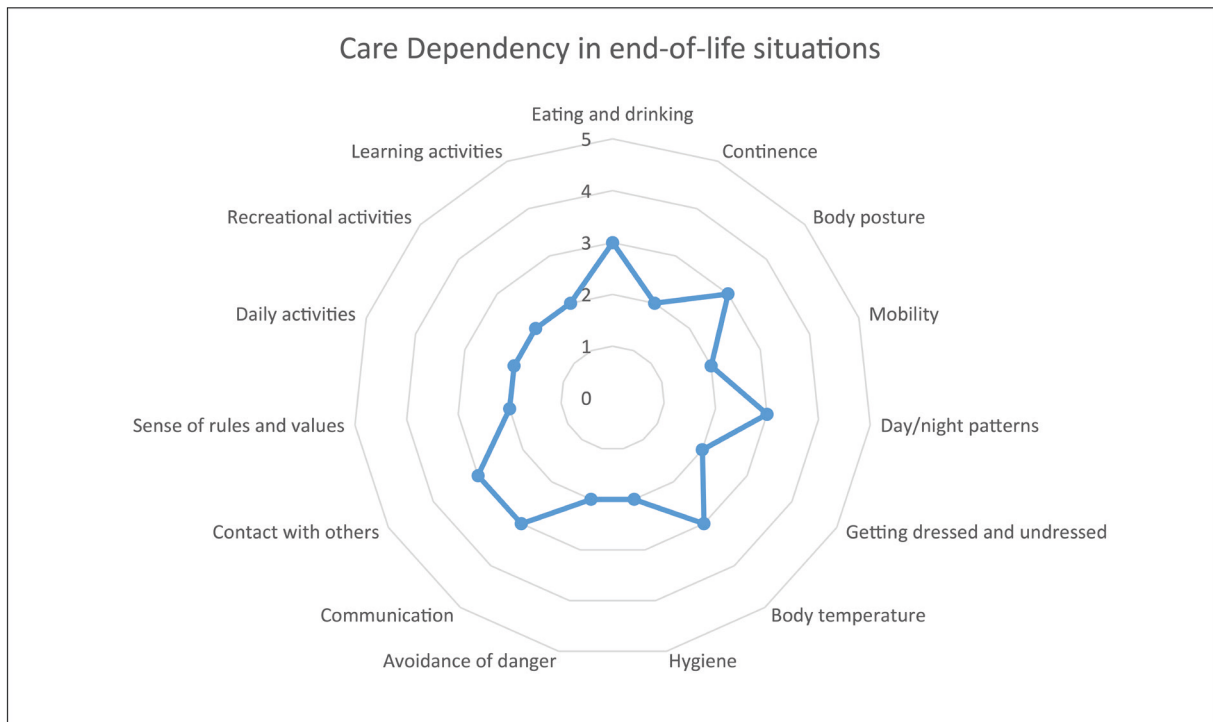 Care Dependency in end-of-life situations
Eating and drinking
Continence
Body posture
Mobility
Day/night patterns
Getting dressed and undressed
Body temperature
Hygiene
Avoidance of danger
Communication
Contact with others
Sense of rules and values
Daily activities
Recreational activities
Learning activities
5
4
3
2
1
0